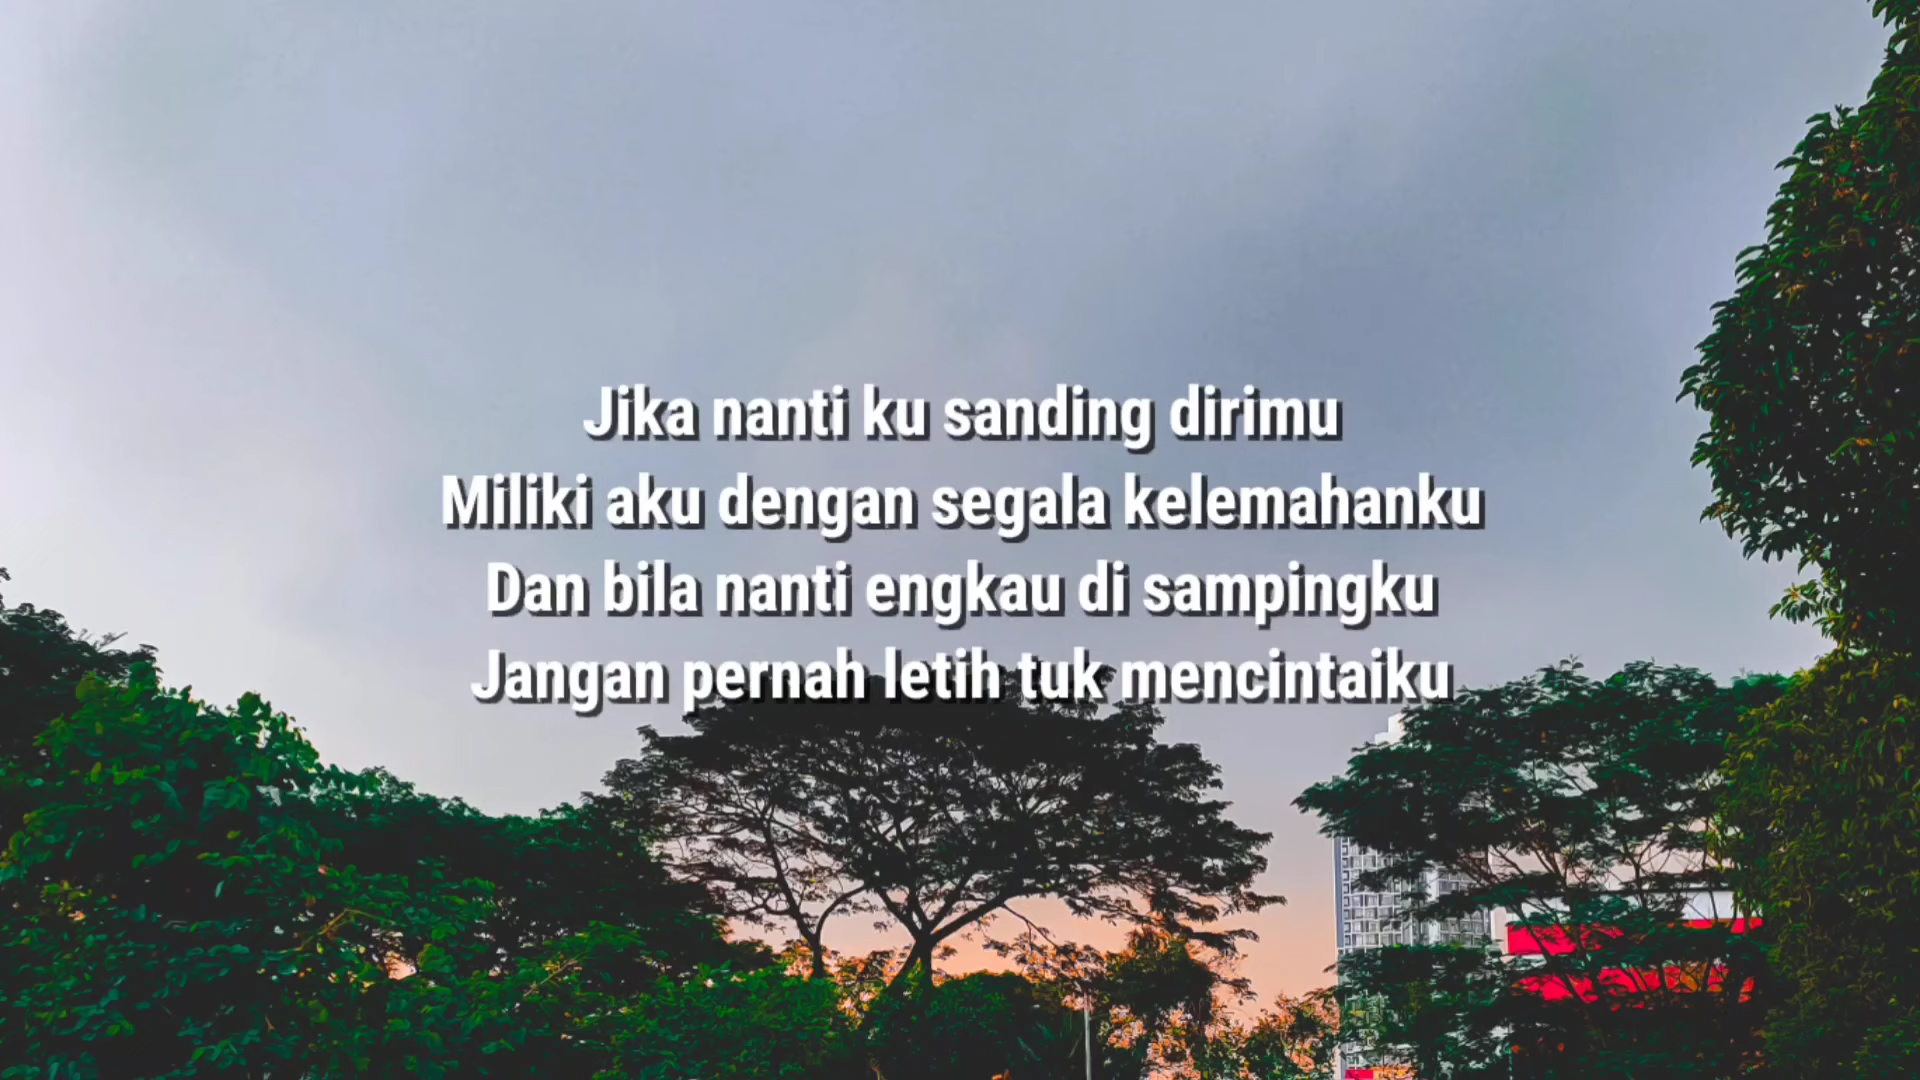 Jika nanti ku sanding dirimu
Miliki aku dengan segala kelemahanku
Dan bila nanti engkau di sampingku
Jangan pernah letih tuk mencintaiku